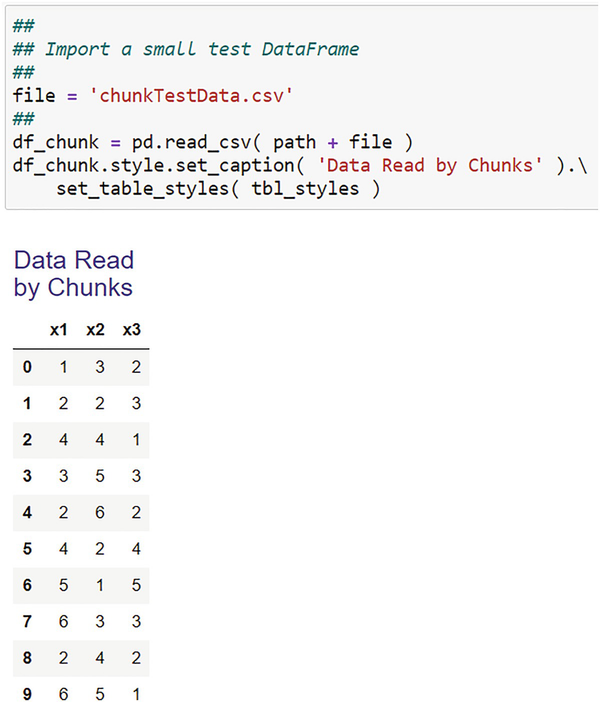 ##
## Import a small test DataFrame
##
file = 'chunkTestData.csv'
##
df_chunk = pd.read_csv( path + file )
df_chunk.style.set_caption( 'Data Read by Chunks' ).\
    set_table_styles( tbl_styles )
Data Read
by Chunks
x1 x2 x3
0 1 3 2
1 2 2 3
2 4 4 1
3 3 5 3
4 2 6 2
5 4 2 4
6 5 1 5
7 6 3 3
8 2 4 2
9 6 5 1